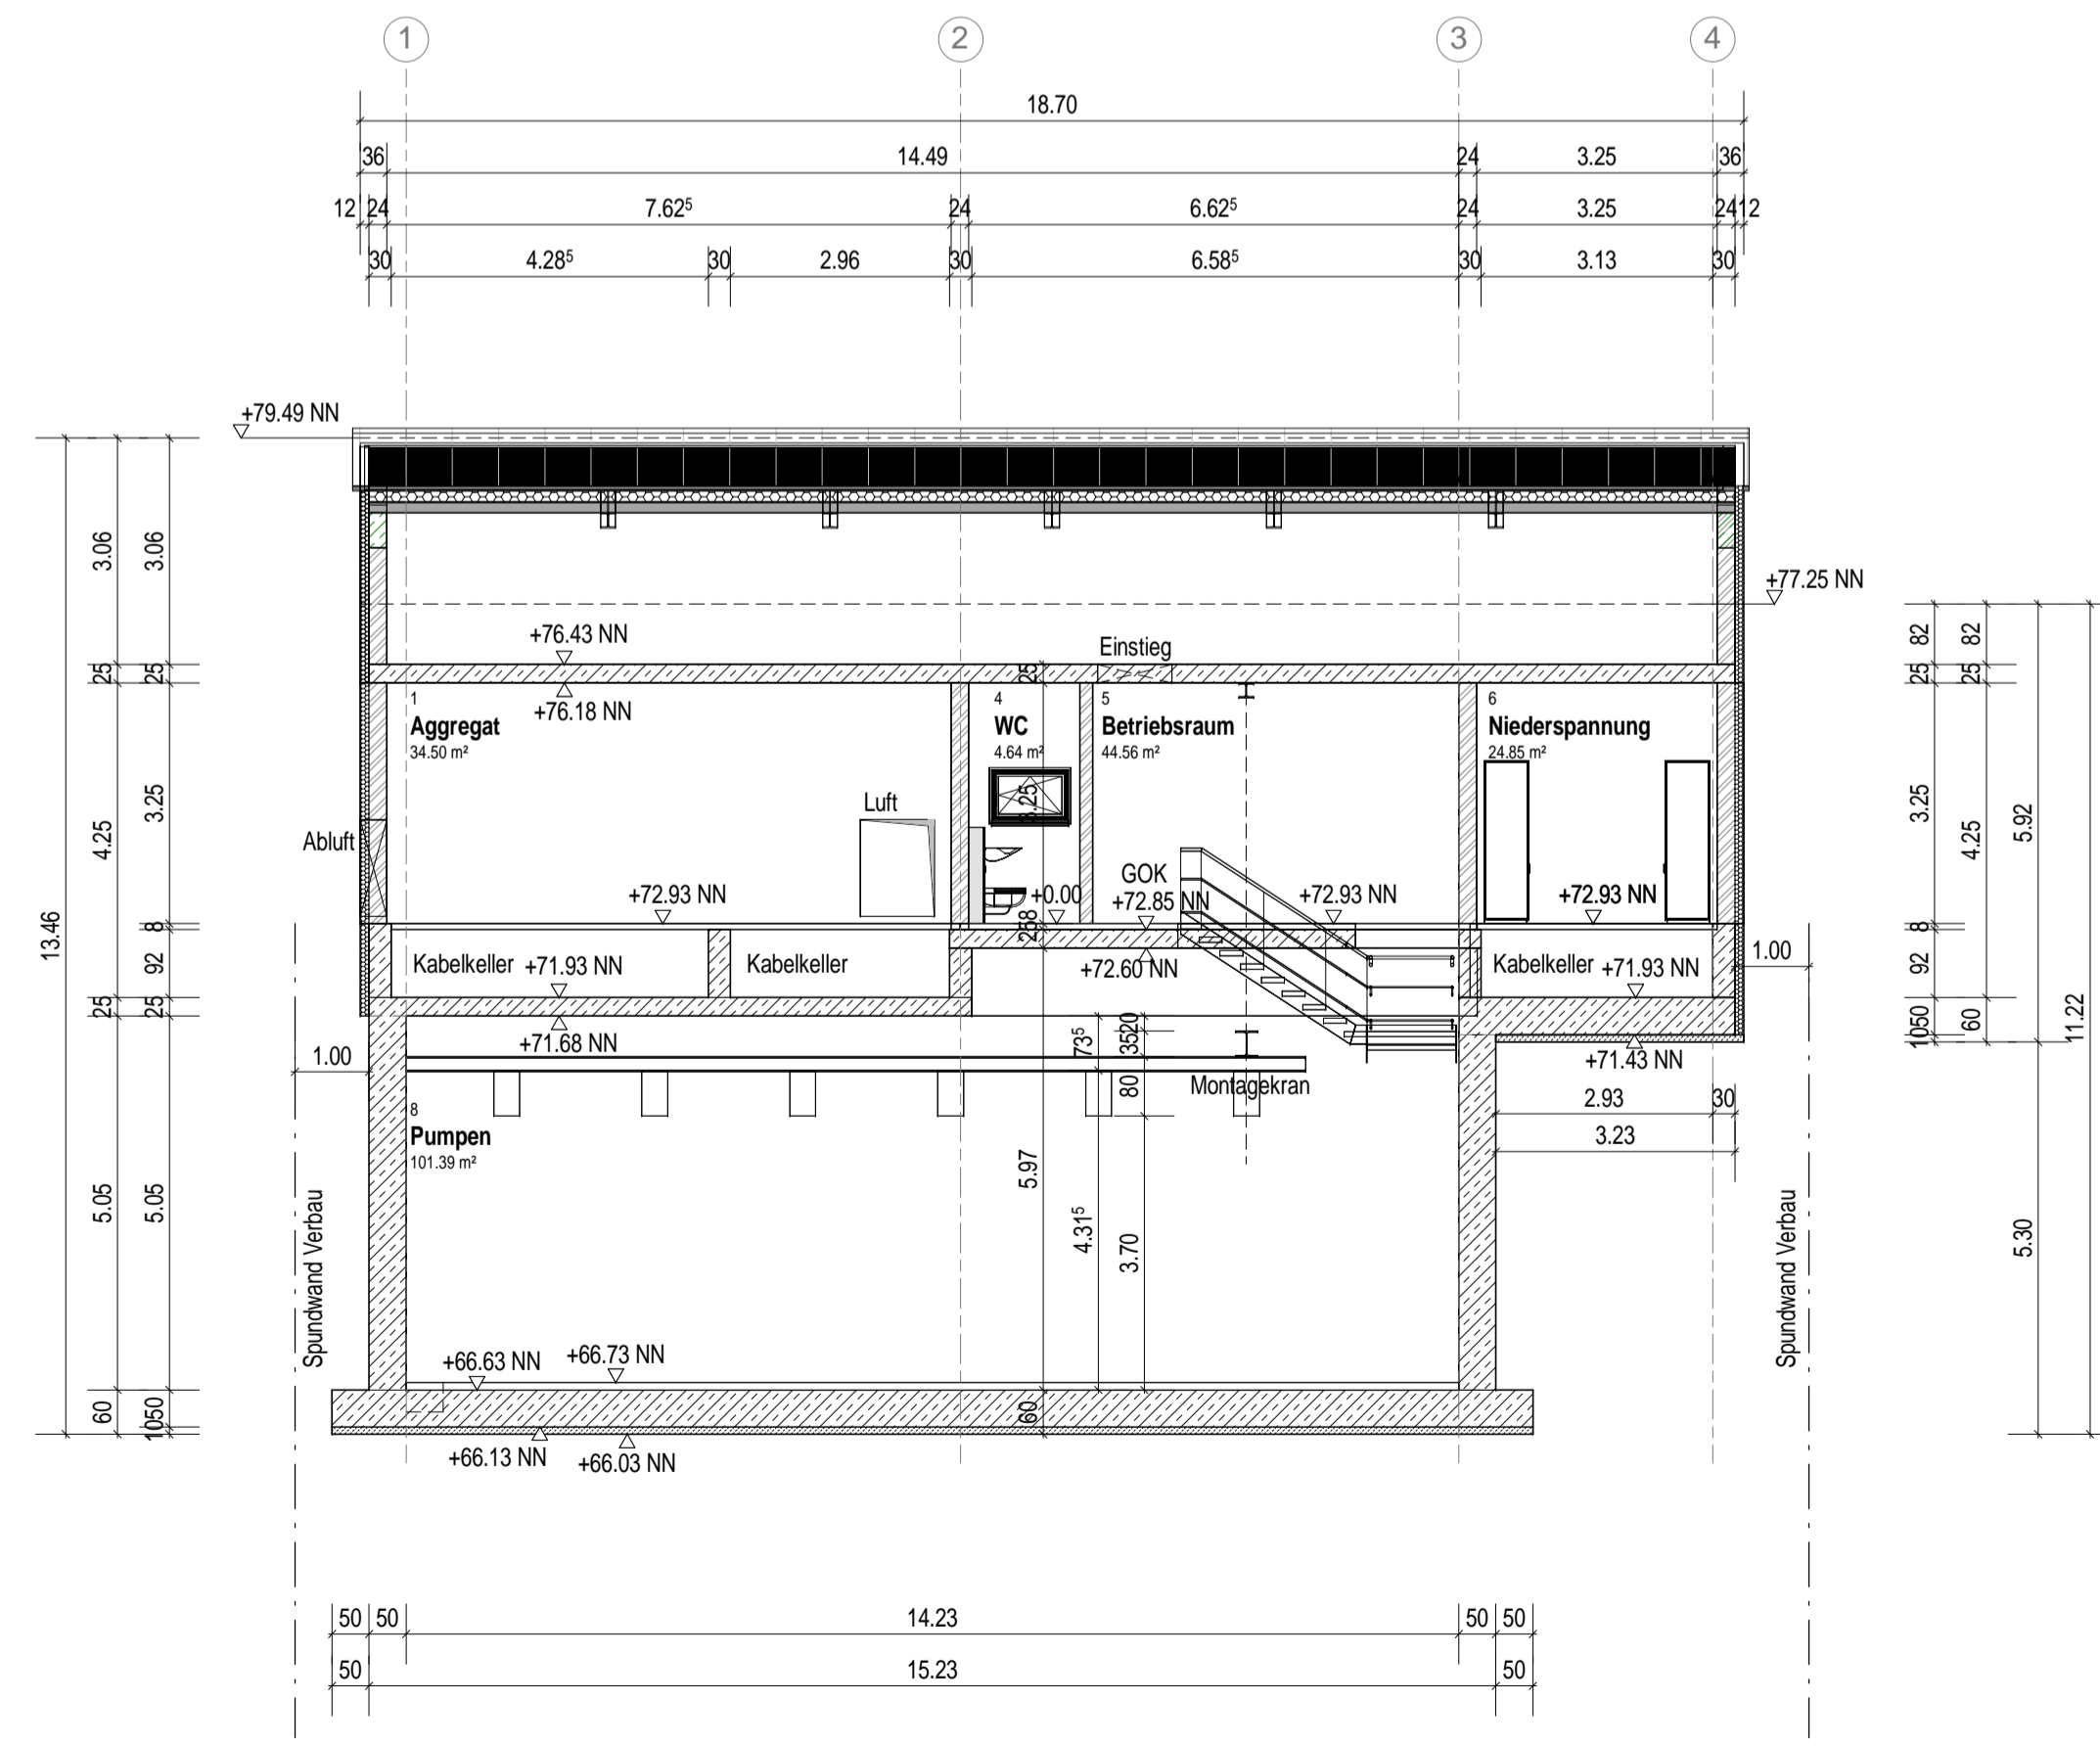 1 2 3 4
18.70
36 14.49 24 3.25 36
12 24 7.62⁵ 24 6.62⁵ 24 3.25 24 12
30 4.28⁵ 30 2.96 30 6.58⁵ 30 3.13 30
+79.49 NN
+77.25 NN
3.06 3.06
82 82
+76.43 NN
Einstieg
25 25 25 25 25
+76.18 NN
1
Aggregat
34.50 m²
4
WC
4.64 m²
5
Betriebsraum
44.56 m²
6
Niederspannung
24.85 m²
Luft
Abluft
4.25 3.25 3.25 3.25 4.25 5.92
GOK
+72.93 NN
+0.00
+72.85 NN
+72.93 NN
+72.93 NN
13.46
8 25 8 8
92 92
Kabelkeller +71.93 NN
Kabelkeller
+72.60 NN
Kabelkeller +71.93 NN
1.00
25 25
10 50 60
11.22
+71.68 NN
1.00
73⁵ 35 20
+71.43 NN
80
Montagekran
2.93 30
3.23
8
Pumpen
101.39 m²
5.05 5.05
5.97
4.31⁵
3.70
5.30
Spundwand Verbau
Spundwand Verbau
+66.63 NN
+66.73 NN
60 10 50 60
+66.13 NN
+66.03 NN
50 50 14.23 50 50
50 15.23 50